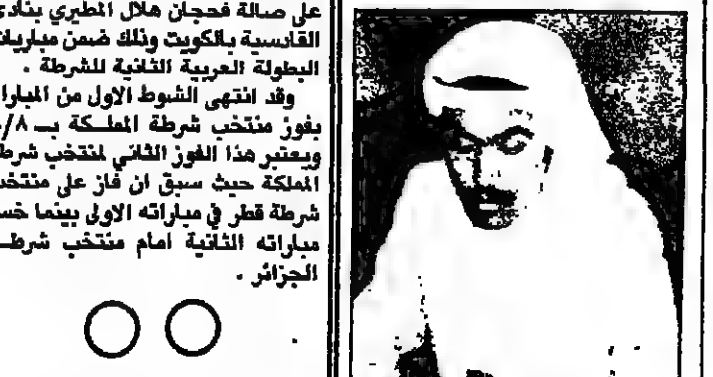 على صالة فحجان هلال المطيري بنادي
القادسية بالكويت وذلك ضمن مباريات
البطولة العربية الثانية للشرطة .
وقد انتهى الشوط الاول من المباراة
بفوز منتخب شرطة المملكة بـ ٨/
ويعتبر هذا الفوز الثاني لمنتخب شرطة
المملكة حيث سبق ان فاز على منتخب
شرطة قطر في مباراته الاولى بينما خسر
مباراته الثانية امام منتخب شرطة
الجزائر .